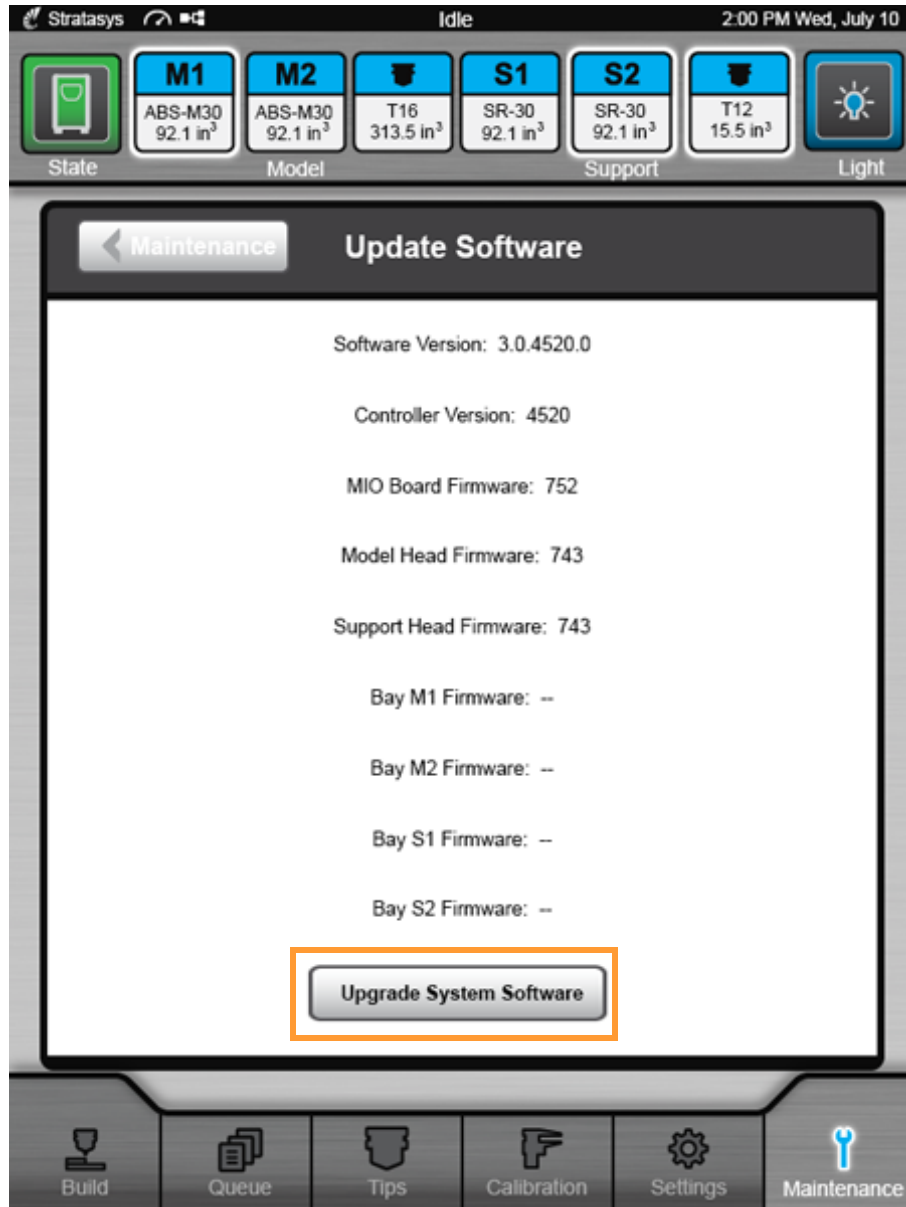 Stratasys Idle 2:00 PM Wed, July 10
M1 M2 S1 S2
ABS-M30 ABS-M30 T16 SR-30 SR-30 T12
92.1 in³ 92.1 in³ 313.5 in³ 92.1 in³ 92.1 in³ 15.5 in³
State Model Support Light
Maintenance Update Software
Software Version: 3.0.4520.0
Controller Version: 4520
MIO Board Firmware: 752
Model Head Firmware: 743
Support Head Firmware: 743
Bay M1 Firmware: --
Bay M2 Firmware: --
Bay S1 Firmware: --
Bay S2 Firmware: --
Upgrade System Software
Build Queue Tips Calibration Settings Maintenance